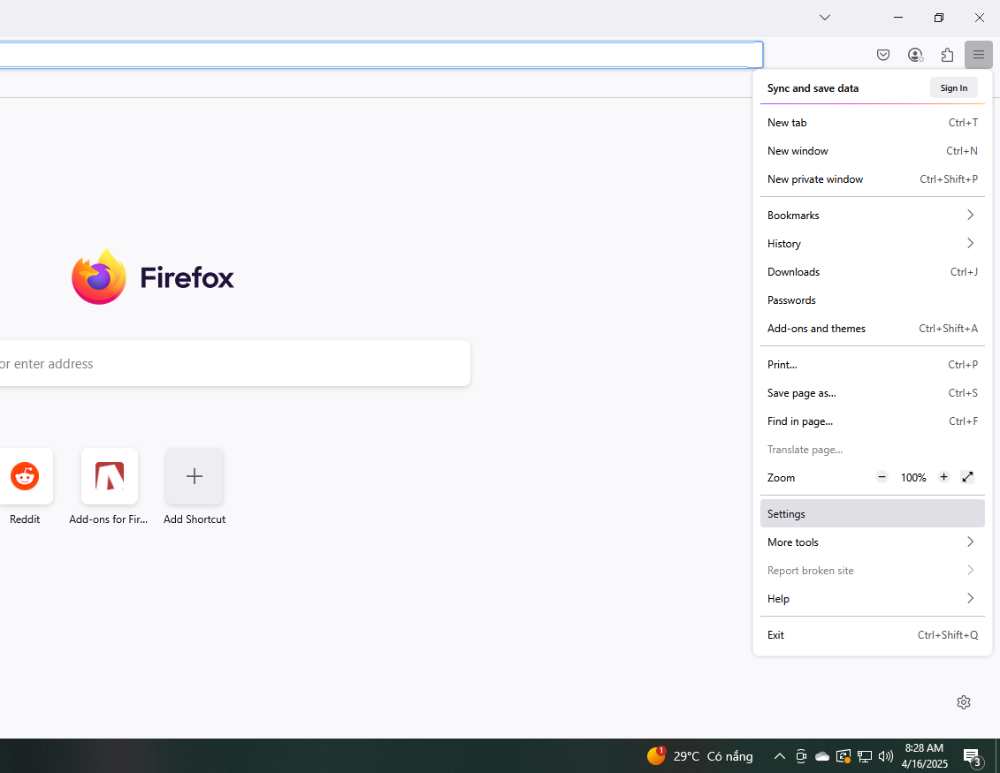 Sync and save data Sign In
New tab Ctrl+T
New window Ctrl+N
New private window Ctrl+Shift+P
Bookmarks
History
Downloads Ctrl+J
Passwords
Add-ons and themes Ctrl+Shift+A
Print... Ctrl+P
Save page as... Ctrl+S
Find in page... Ctrl+F
Translate page...
Zoom 100%
Settings
More tools
Report broken site
Help
Exit Ctrl+Shift+Q
Firefox
or enter address
Reddit
Add-ons for Fir...
Add Shortcut
1
29°C Có nắng
8:28 AM
4/16/2025
3